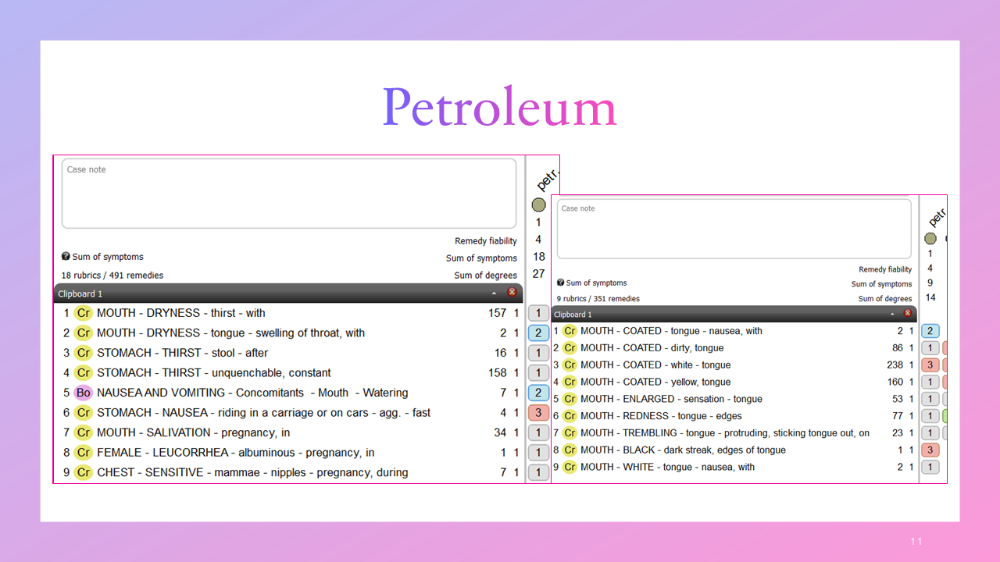 Petroleum
Case note
petr.
1
Remedy fiability 4
Sum of symptoms Sum of symptoms 18
18 rubrics / 491 remedies Sum of degrees 27
Clipboard 1
1 Cr MOUTH - DRYNESS - thirst - with 157 1 1
2 Cr MOUTH - DRYNESS - tongue - swelling of throat, with 2 1 2
3 Cr STOMACH - THIRST - stool - after 16 1 1
4 Cr STOMACH - THIRST - unquenchable, constant 158 1 1
5 Bo NAUSEA AND VOMITING - Concomitants - Mouth - Watering 7 1 2
6 Cr STOMACH - NAUSEA - riding in a carriage or on cars - agg. - fast 4 1 3
7 Cr MOUTH - SALIVATION - pregnancy, in 34 1 1
8 Cr FEMALE - LEUCORRHEA - albuminous - pregnancy, in 1 1 1
9 Cr CHEST - SENSITIVE - mammae - nipples - pregnancy, during 7 1 1
Case note
petr
1
Remedy fiability 4
Sum of symptoms Sum of symptoms 9
9 rubrics / 351 remedies Sum of degrees 14
Clipboard 1
1 Cr MOUTH - COATED - tongue - nausea, with 2 1 2
2 Cr MOUTH - COATED - dirty, tongue 86 1 1
3 Cr MOUTH - COATED - white - tongue 238 1 3
4 Cr MOUTH - COATED - yellow, tongue 160 1 1
5 Cr MOUTH - ENLARGED - sensation - tongue 53 1 1
6 Cr MOUTH - REDNESS - tongue - edges 77 1 1
7 Cr MOUTH - TREMBLING - tongue - protruding, sticking tongue out, on 23 1 1
8 Cr MOUTH - BLACK - dark streak, edges of tongue 1 1 3
9 Cr MOUTH - WHITE - tongue - nausea, with 2 1 1
11